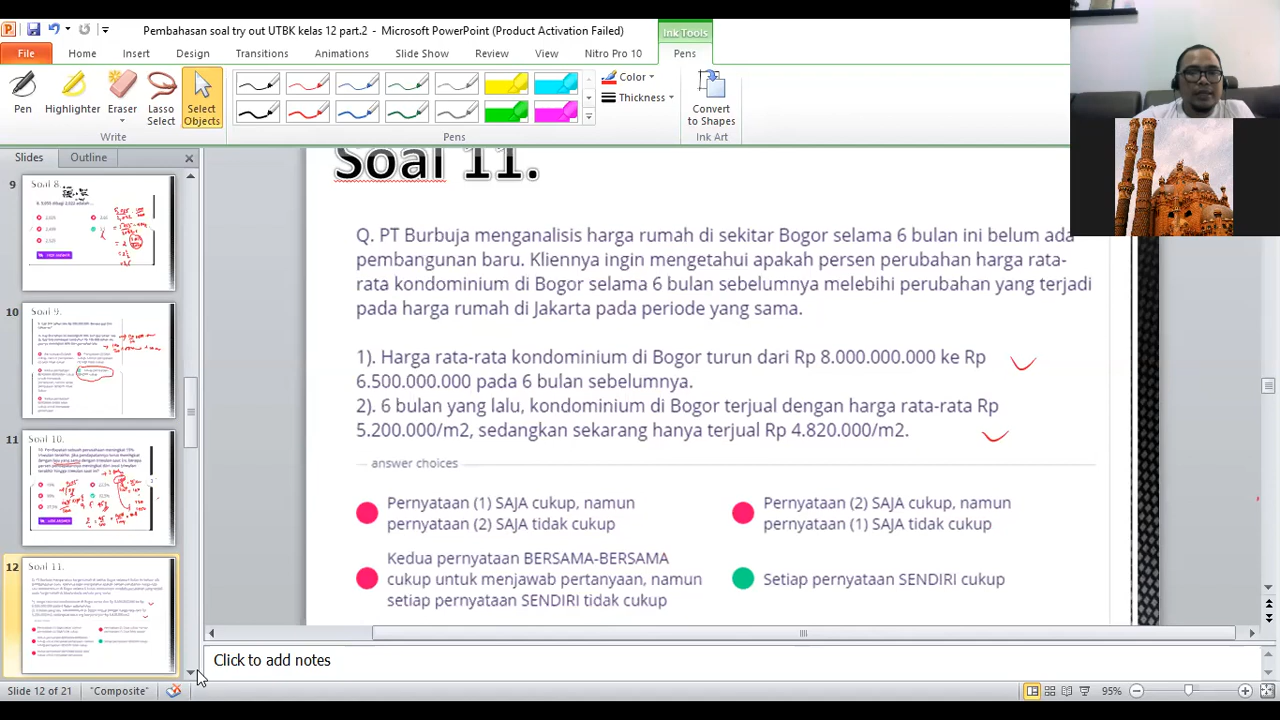 Pembahasan soal try out UTBK kelas 12 part.2 - Microsoft PowerPoint (Product Activation Failed)
Ink Tools
File Home Insert Design Transitions Animations Slide Show Review View Nitro Pro 10 Pens
Pen Highlighter Eraser Lasso Select Select Objects
Color
Thickness
Convert to Shapes
Write Pens Ink Art
Slides Outline
9
Soal 8.
10
Soal 9.
11
Soal 10.
12
Soal 11.
Soal 11.
Q. PT Burbuja menganalisis harga rumah di sekitar Bogor selama 6 bulan ini belum ada
pembangunan baru. Kliennya ingin mengetahui apakah persen perubahan harga rata-
rata kondominium di Bogor selama 6 bulan sebelumnya melebihi perubahan yang terjadi
pada harga rumah di Jakarta pada periode yang sama.
1). Harga rata-rata kondominium di Bogor turun dari Rp 8.000.000.000 ke Rp
6.500.000.000 pada 6 bulan sebelumnya.
2). 6 bulan yang lalu, kondominium di Bogor terjual dengan harga rata-rata Rp
5.200.000/m2, sedangkan sekarang hanya terjual Rp 4.820.000/m2.
answer choices
Pernyataan (1) SAJA cukup, namun
pernyataan (2) SAJA tidak cukup
Pernyataan (2) SAJA cukup, namun
pernyataan (1) SAJA tidak cukup
Kedua pernyataan BERSAMA-BERSAMA
cukup untuk menjawab pertanyaan, namun
setiap pernyataan SENDIRI tidak cukup
Setiap pernyataan SENDIRI cukup
Click to add notes
Slide 12 of 21 "Composite" 95%